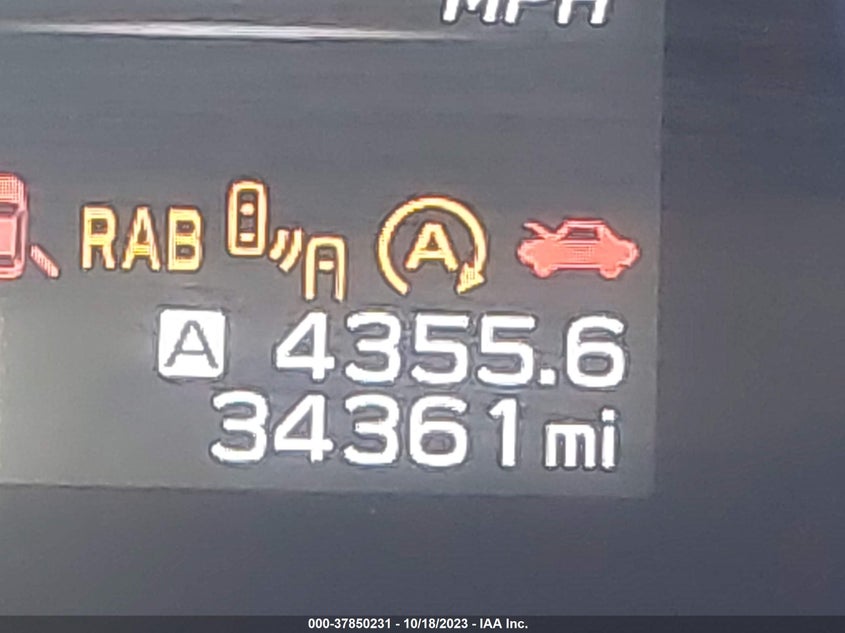 MPH
RAB A
A 4355.6
34361 mi
000-37850231 - 10/18/2023 - IAA Inc.